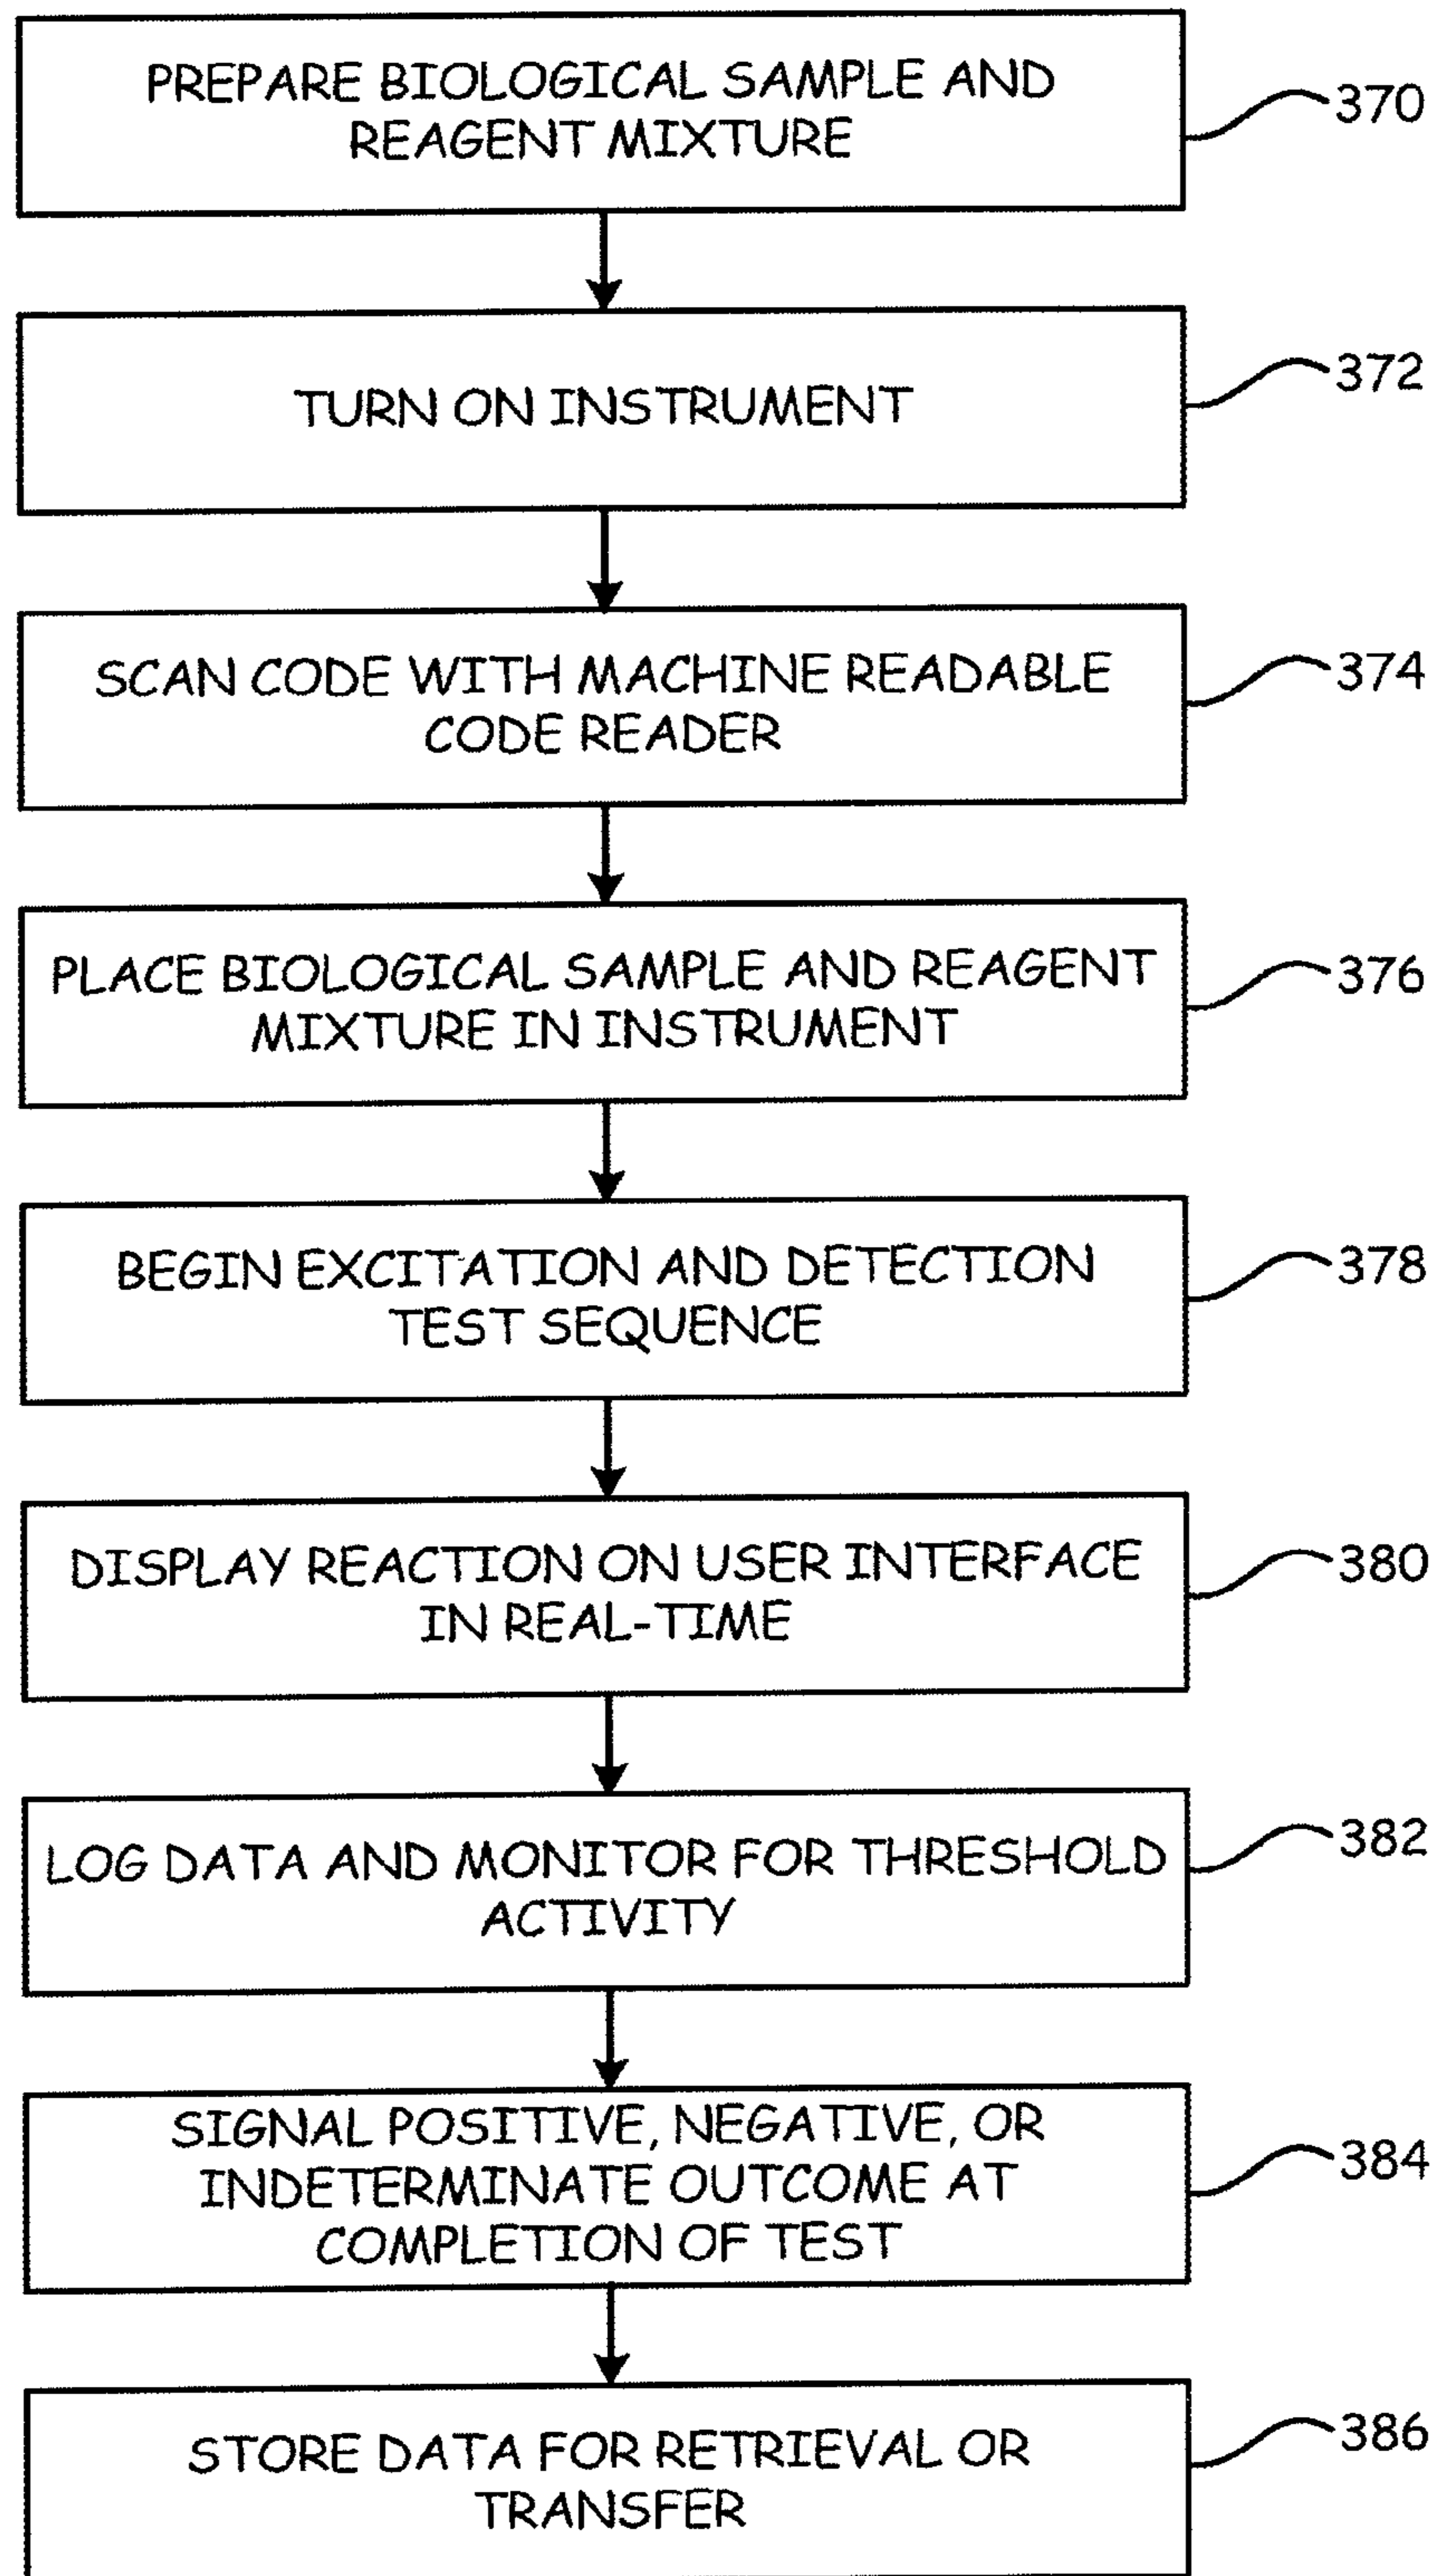 PREPARE BIOLOGICAL SAMPLE AND
REAGENT MIXTURE
370
TURN ON INSTRUMENT
372
SCAN CODE WITH MACHINE READABLE
CODE READER
374
PLACE BIOLOGICAL SAMPLE AND REAGENT
MIXTURE IN INSTRUMENT
376
BEGIN EXCITATION AND DETECTION
TEST SEQUENCE
378
DISPLAY REACTION ON USER INTERFACE
IN REAL-TIME
380
LOG DATA AND MONITOR FOR THRESHOLD
ACTIVITY
382
SIGNAL POSITIVE, NEGATIVE, OR
INDETERMINATE OUTCOME AT
COMPLETION OF TEST
384
STORE DATA FOR RETRIEVAL OR
TRANSFER
386